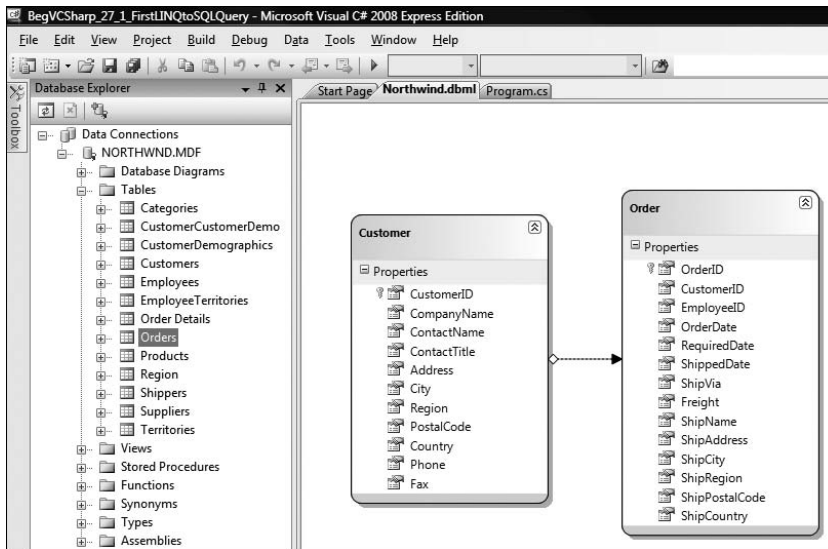 BegVCSharp_27_1_FirstLINQtoSQLQuery - Microsoft Visual C# 2008 Express Edition
File Edit View Project Build Debug Data Tools Window Help
Toolbox
Database Explorer
Data Connections
NORTHWND.MDF
Database Diagrams
Tables
Categories
CustomerCustomerDemo
CustomerDemographics
Customers
Employees
EmployeeTerritories
Order Details
Orders
Products
Region
Shippers
Suppliers
Territories
Views
Stored Procedures
Functions
Synonyms
Types
Assemblies
Start Page Northwind.dbml Program.cs
Customer
Properties
CustomerID
CompanyName
ContactName
ContactTitle
Address
City
Region
PostalCode
Country
Phone
Fax
Order
Properties
OrderID
CustomerID
EmployeeID
OrderDate
RequiredDate
ShippedDate
ShipVia
Freight
ShipName
ShipAddress
ShipCity
ShipRegion
ShipPostalCode
ShipCountry